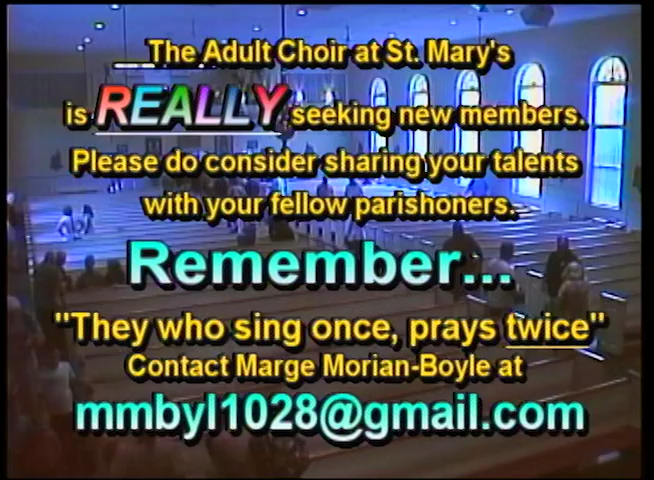 The Adult Choir at St. Mary's
is REALLY seeking new members.
Please do consider sharing your talents
with your fellow parishoners.
Remember...
"They who sing once, prays twice"
Contact Marge Morian-Boyle at
mmbyl1028@gmail.com